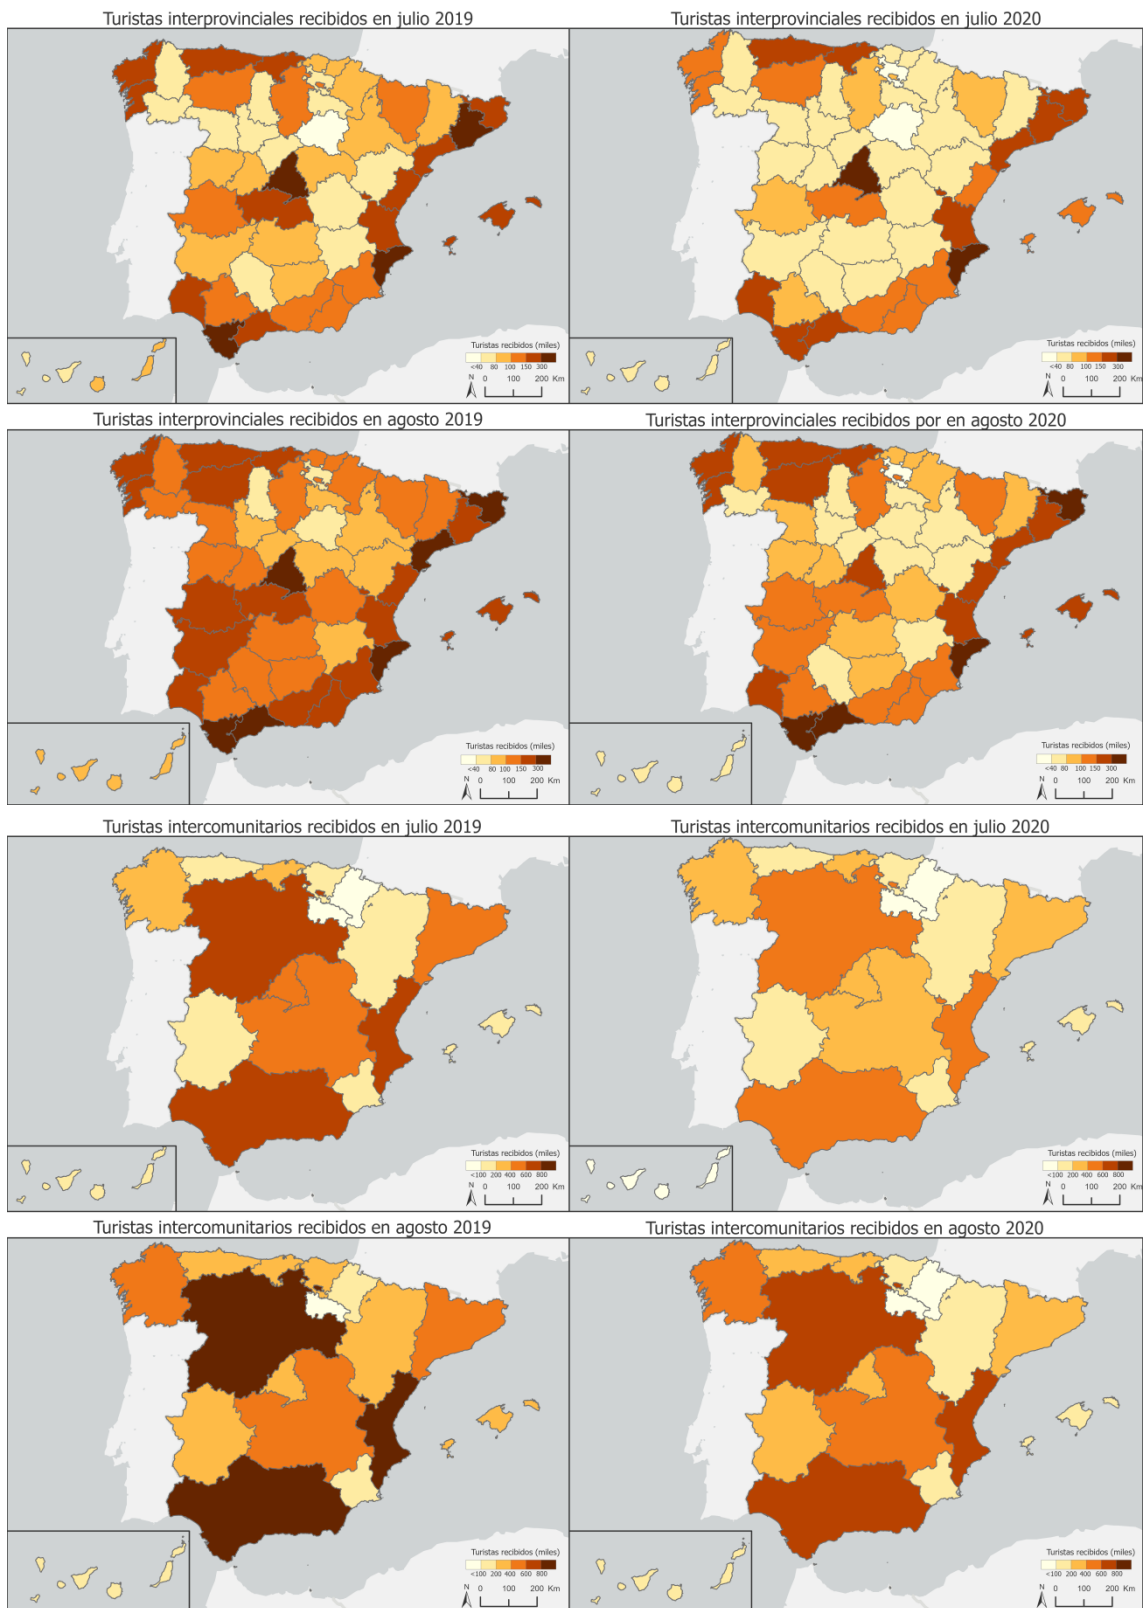 Turistas interprovinciales recibidos en julio 2019
Turistas recibidos (miles)
<40 80 100 150 300
N 0 100 200 Km
Turistas interprovinciales recibidos en julio 2020
Turistas recibidos (miles)
<40 80 100 150 300
N 0 100 200 Km
Turistas interprovinciales recibidos en agosto 2019
Turistas recibidos (miles)
<40 80 100 150 300
N 0 100 200 Km
Turistas interprovinciales recibidos por en agosto 2020
Turistas recibidos (miles)
<40 80 100 150 300
N 0 100 200 Km
Turistas intercomunitarios recibidos en julio 2019
Turistas recibidos (miles)
<100 200 400 600 800
N 0 100 200 Km
Turistas intercomunitarios recibidos en julio 2020
Turistas recibidos (miles)
<100 200 400 600 800
N 0 100 200 Km
Turistas intercomunitarios recibidos en agosto 2019
Turistas recibidos (miles)
<100 200 400 600 800
N 0 100 200 Km
Turistas intercomunitarios recibidos en agosto 2020
Turistas recibidos (miles)
<100 200 400 600 800
N 0 100 200 Km